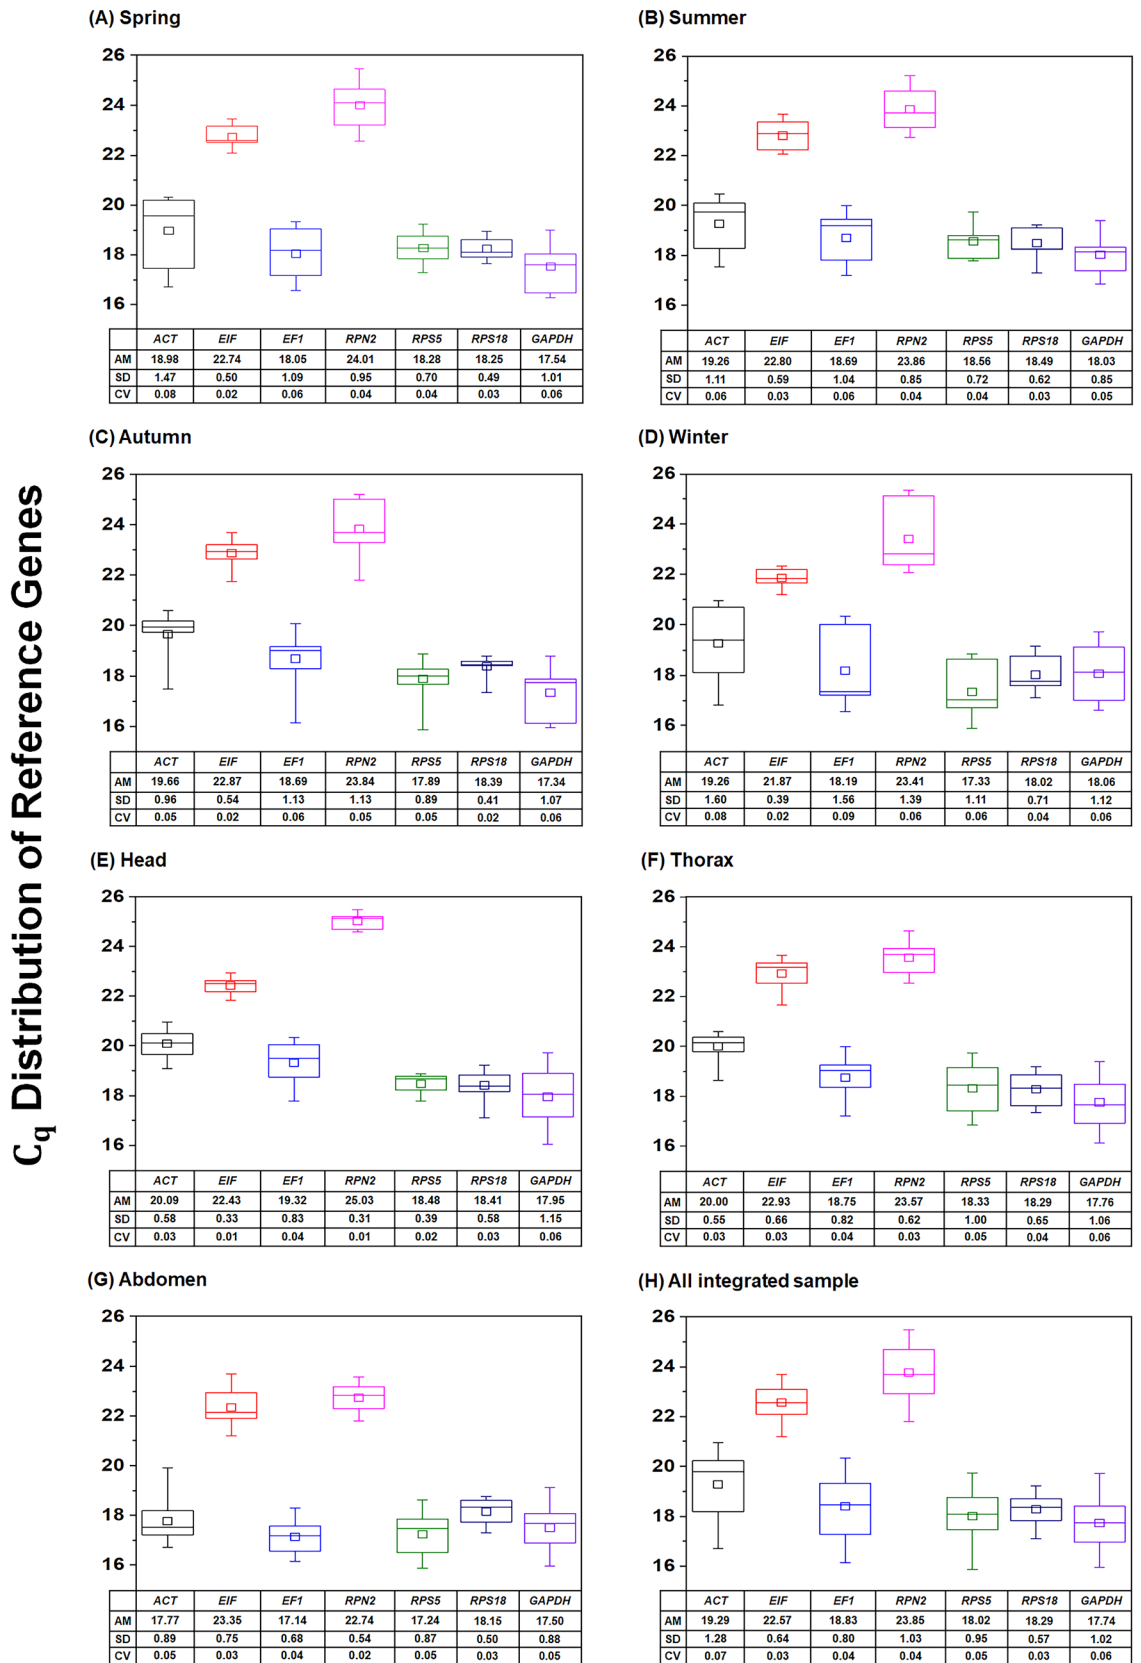 Cq Distribution of Reference Genes
(A) Spring
26
24
22
20
18
16
ACT EIF EF1 RPN2 RPS5 RPS18 GAPDH
AM 18.98 22.74 18.05 24.01 18.28 18.25 17.54
SD 1.47 0.50 1.09 0.95 0.70 0.49 1.01
CV 0.08 0.02 0.06 0.04 0.04 0.03 0.06
(B) Summer
26
24
22
20
18
16
ACT EIF EF1 RPN2 RPS5 RPS18 GAPDH
AM 19.26 22.80 18.69 23.86 18.56 18.49 18.03
SD 1.11 0.59 1.04 0.85 0.72 0.62 0.85
CV 0.06 0.03 0.06 0.04 0.04 0.03 0.05
(C) Autumn
26
24
22
20
18
16
ACT EIF EF1 RPN2 RPS5 RPS18 GAPDH
AM 19.66 22.87 18.69 23.84 17.89 18.39 17.34
SD 0.96 0.54 1.13 1.13 0.89 0.41 1.07
CV 0.05 0.02 0.06 0.05 0.05 0.02 0.06
(D) Winter
26
24
22
20
18
16
ACT EIF EF1 RPN2 RPS5 RPS18 GAPDH
AM 19.26 21.87 18.19 23.41 17.33 18.02 18.06
SD 1.60 0.39 1.56 1.39 1.11 0.71 1.12
CV 0.08 0.02 0.09 0.06 0.06 0.04 0.06
(E) Head
26
24
22
20
18
16
ACT EIF EF1 RPN2 RPS5 RPS18 GAPDH
AM 20.09 22.43 19.32 25.03 18.48 18.41 17.95
SD 0.58 0.33 0.83 0.31 0.39 0.58 1.15
CV 0.03 0.01 0.04 0.01 0.02 0.03 0.06
(F) Thorax
26
24
22
20
18
16
ACT EIF EF1 RPN2 RPS5 RPS18 GAPDH
AM 20.00 22.93 18.75 23.57 18.33 18.29 17.76
SD 0.55 0.66 0.82 0.62 1.00 0.65 1.06
CV 0.03 0.03 0.04 0.03 0.05 0.04 0.06
(G) Abdomen
26
24
22
20
18
16
ACT EIF EF1 RPN2 RPS5 RPS18 GAPDH
AM 17.77 23.35 17.14 22.74 17.24 18.15 17.50
SD 0.89 0.75 0.68 0.54 0.87 0.50 0.88
CV 0.05 0.03 0.04 0.02 0.05 0.03 0.05
(H) All integrated sample
26
24
22
20
18
16
ACT EIF EF1 RPN2 RPS5 RPS18 GAPDH
AM 19.29 22.57 18.83 23.85 18.02 18.29 17.74
SD 1.28 0.64 0.80 1.03 0.95 0.57 1.02
CV 0.07 0.03 0.04 0.04 0.05 0.03 0.06